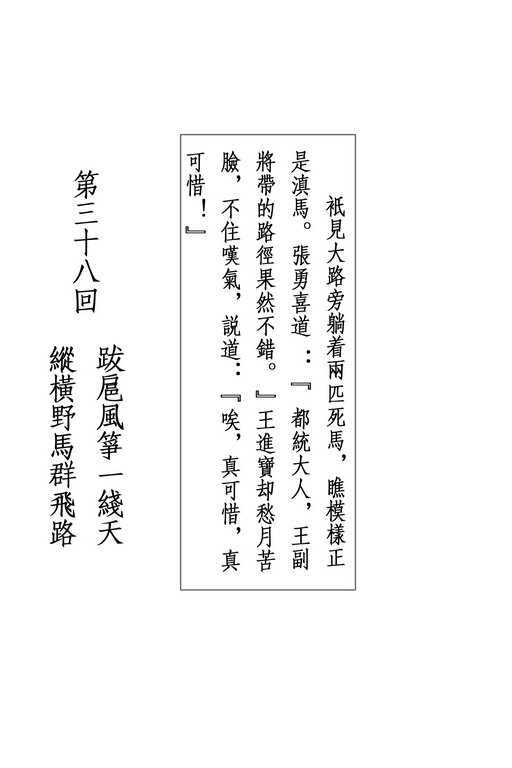 衹見大路旁躺着兩匹死馬，瞧模樣正
是滇馬。張勇喜道：『都統大人，王副
將帶的路徑果然不錯。』王進寶却愁月苦
臉，不住嘆氣，説道：『唉，真可惜，真
可惜！』
第三十八回
跋扈風箏一綫天
縱橫野馬群飛路